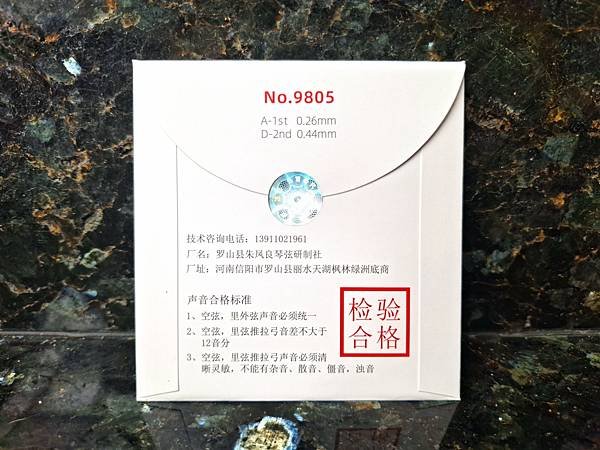 No.9805
A-1st 0.26mm
D-2nd 0.44mm
技术咨询电话：13911021961
厂名：罗山县朱凤良琴弦研制社
厂址：河南信阳市罗山县丽水天湖枫林绿洲底商
声音合格标准
1、空弦，里外弦声音必须统一
2、空弦，里弦推拉弓音差不大于
12音分
3、空弦，里弦推拉弓声音必须清
晰灵敏，不能有杂音、散音、僵音，浊音
检验
合格